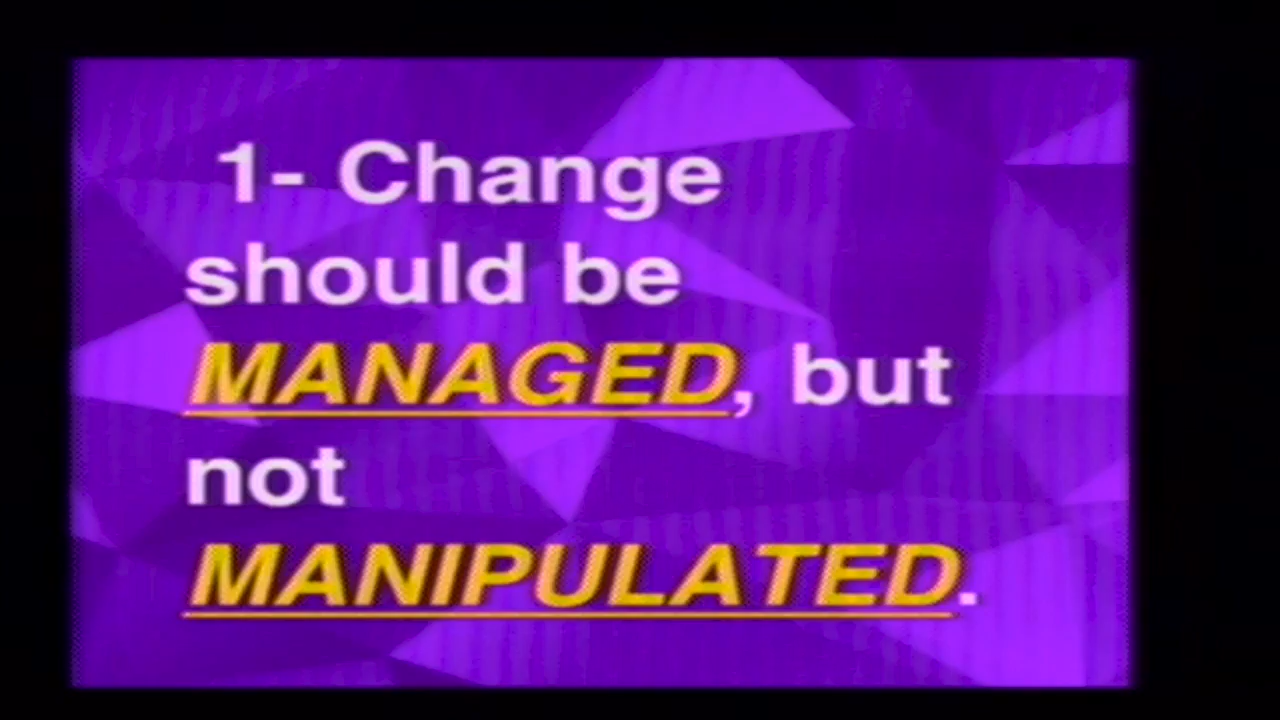 1- Change
should be
MANAGED, but
not
MANIPULATED.